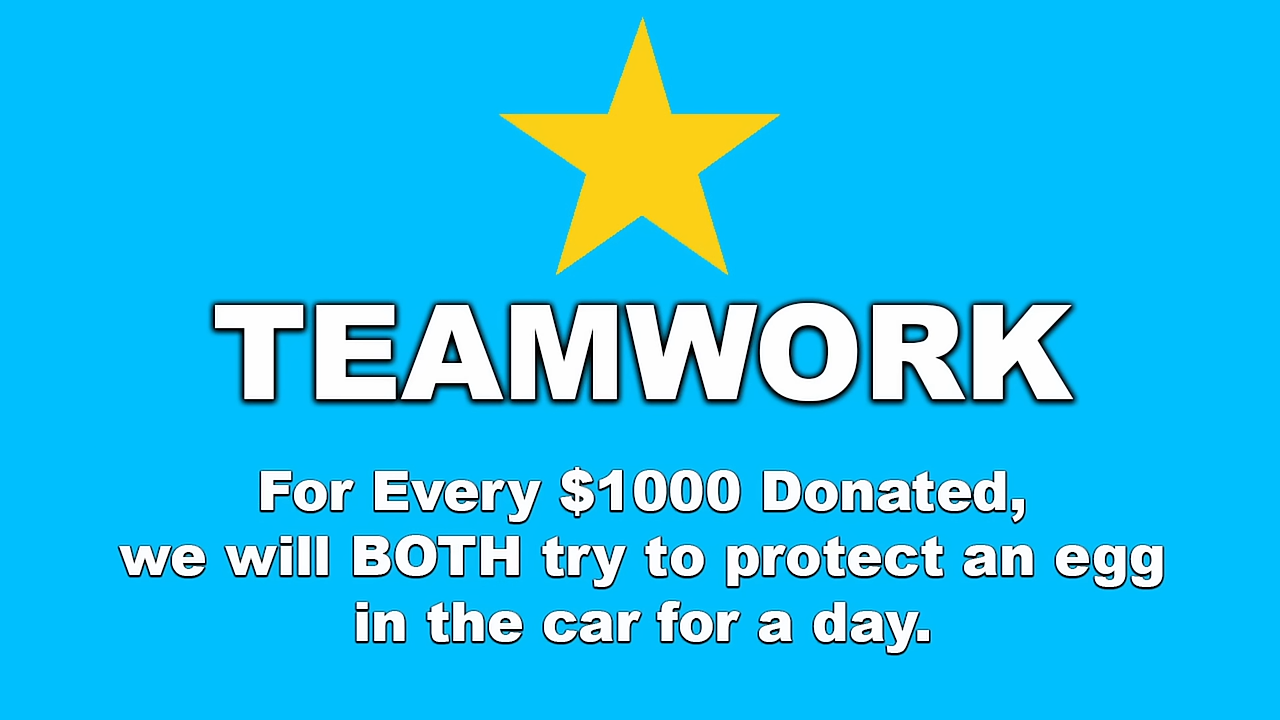 TEAMWORK
For Every $1000 Donated,
we will BOTH try to protect an egg
in the car for a day.